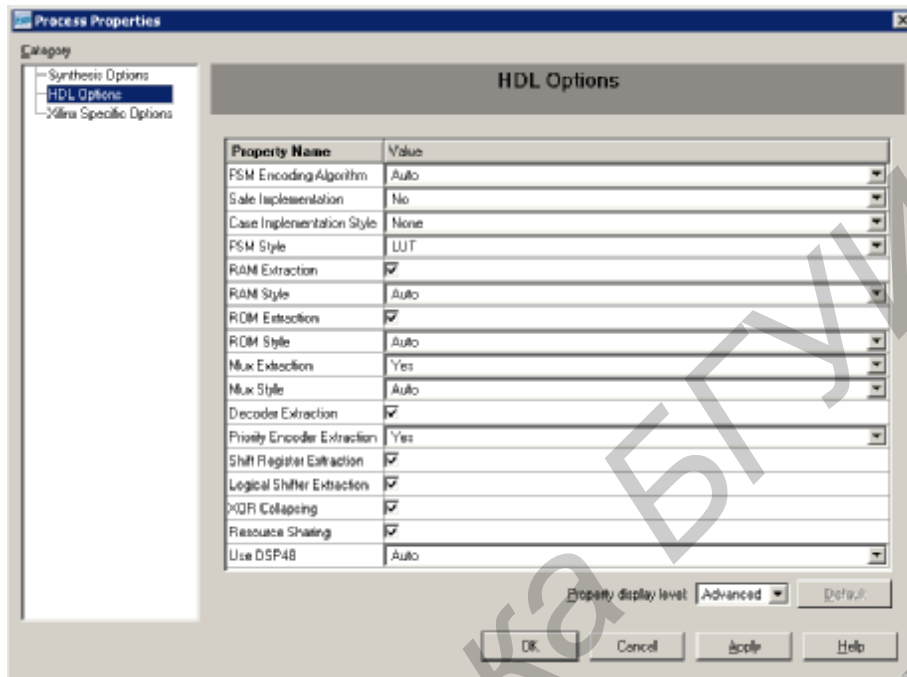 Process Properties
Category
Synthesis Options
HDL Options
Xilinx Specific Options
HDL Options
Property Name Value
FSM Encoding Algorithm Auto
Safe Implementation No
Case Implementation Style None
FSM Style LUT
RAM Extraction
RAM Style Auto
ROM Extraction
ROM Style Auto
Mux Extraction Yes
Mux Style Auto
Decoder Extraction
Priority Encoder Extraction Yes
Shift Register Extraction
Logical Shifter Extraction
XOR Collapsing
Resource Sharing
Use DSP48 Auto
Property display level: Advanced Default
OK Cancel Apply Help
ка БГУИ